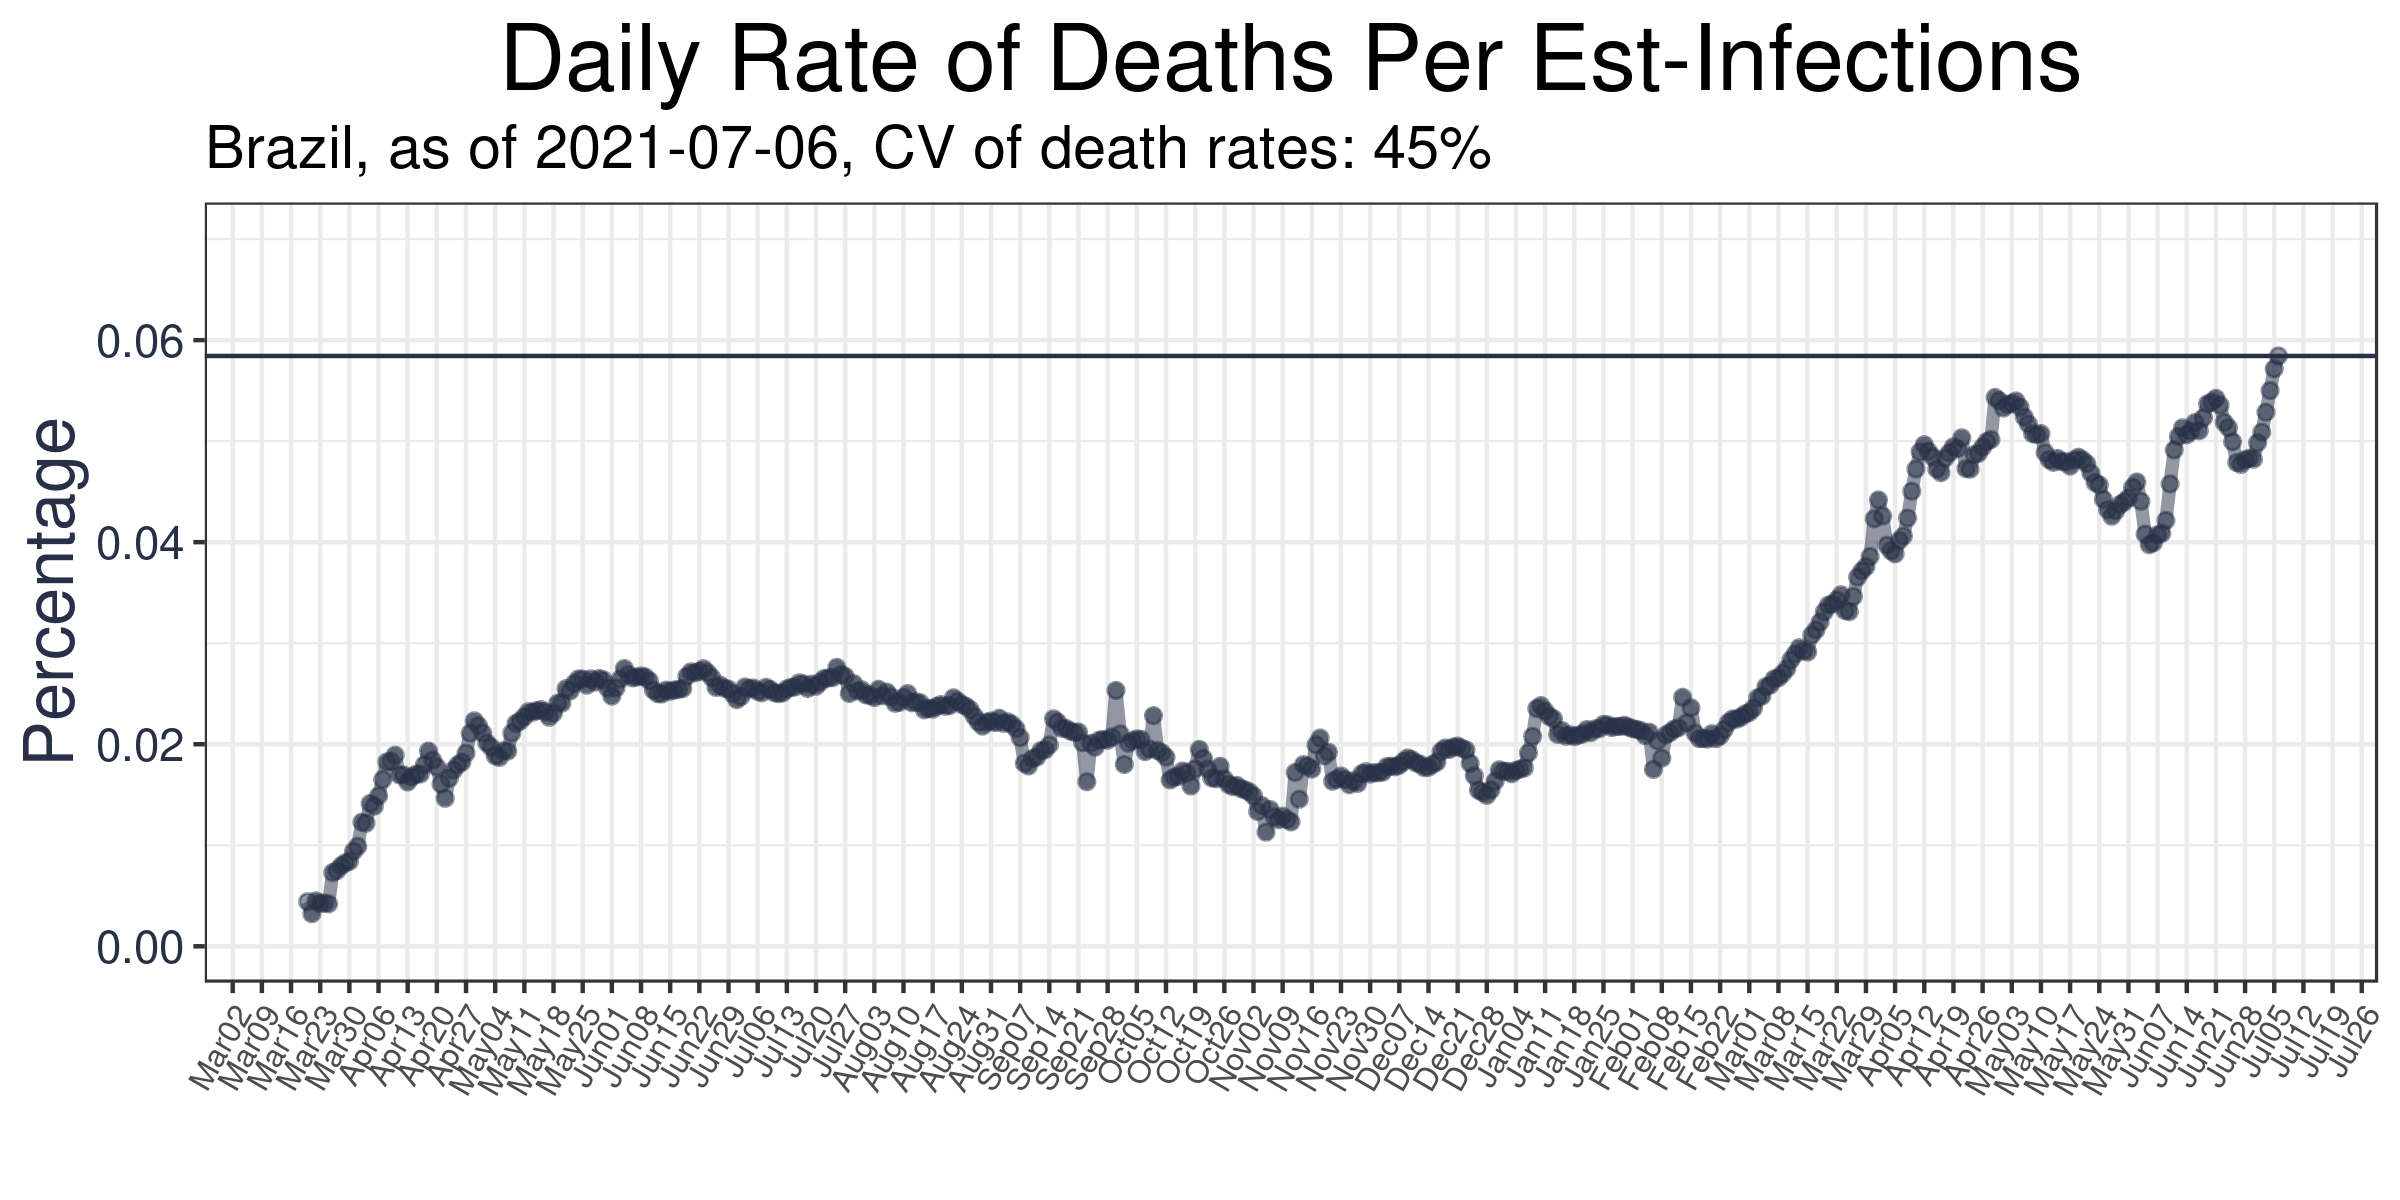 Daily Rate of Deaths Per Est-Infections
Brazil, as of 2021-07-06, CV of death rates: 45%
Percentage
0.06
0.04
0.02
0.00
Mar02
Mar09
Mar16
Mar23
Mar30
Apr06
Apr13
Apr20
Apr27
May04
May11
May18
May25
Jun01
Jun08
Jun15
Jun22
Jun29
Jul06
Jul13
Jul20
Jul27
Aug03
Aug10
Aug17
Aug24
Aug31
Sep07
Sep14
Sep21
Sep28
Oct05
Oct12
Oct19
Oct26
Nov02
Nov09
Nov16
Nov23
Nov30
Dec07
Dec14
Dec21
Dec28
Jan04
Jan11
Jan18
Jan25
Feb01
Feb08
Feb15
Feb22
Mar01
Mar08
Mar15
Mar22
Mar29
Apr05
Apr12
Apr19
Apr26
May03
May10
May17
May24
May31
Jun07
Jun14
Jun21
Jun28
Jul05
Jul12
Jul19
Jul26